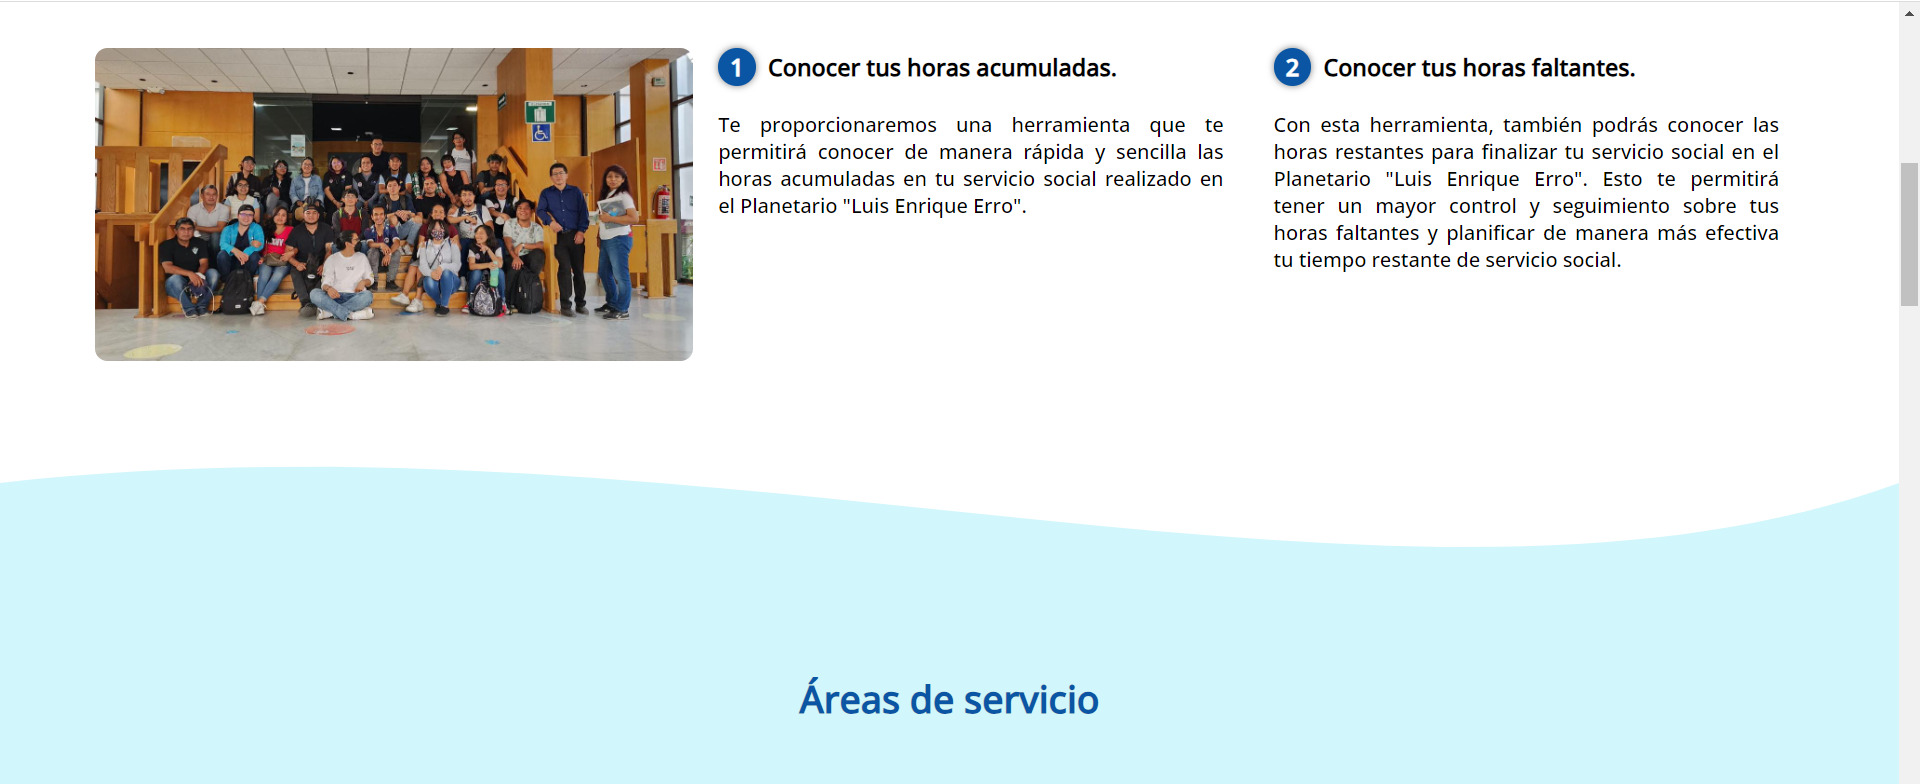 1 Conocer tus horas acumuladas.
Te proporcionaremos una herramienta que te
permitirá conocer de manera rápida y sencilla las
horas acumuladas en tu servicio social realizado en
el Planetario "Luis Enrique Erro".
2 Conocer tus horas faltantes.
Con esta herramienta, también podrás conocer las
horas restantes para finalizar tu servicio social en el
Planetario "Luis Enrique Erro". Esto te permitirá
tener un mayor control y seguimiento sobre tus
horas faltantes y planificar de manera más efectiva
tu tiempo restante de servicio social.
Áreas de servicio